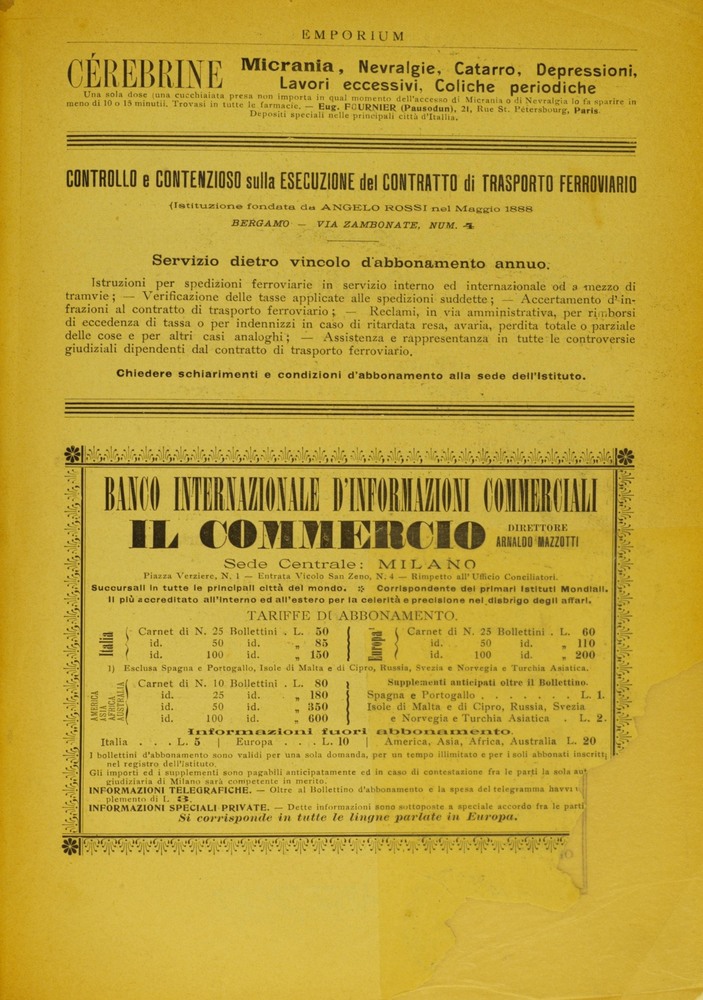 EMPORIUM
CÉREBRINE
Micrania, Nevralgie, Catarro, Depressioni,
Lavori eccessivi, Coliche periodiche
Una sola dose (una cucchiaiata presa non importa in qual momento dell'accesso di Micrania o di Nevralgia lo fa sparire in
meno di 10 o 15 minutii. Trovasi in tutte le farmacie. — Eug. FOURNIER (Pausodun), 21, Rue St. Pétersbourg, Paris.
Depositi speciali nelle principali città d'Itallia.
CONTROLLO e CONTENZIOSO sulla ESECUZIONE del CONTRATTO di TRASPORTO FERROVIARIO
(Istituzione fondata da ANGELO ROSSI nel Maggio 1888
BERGAMO — VIA ZAMBONATE, NUM. 4
Servizio dietro vincolo d'abbonamento annuo.
Istruzioni per spedizioni ferroviarie in servizio interno ed internazionale od a mezzo di
tramvie; — Verificazione delle tasse applicate alle spedizioni suddette; — Accertamento d'in-
frazioni al contratto di trasporto ferroviario; — Reclami, in via amministrativa, per rimborsi
di eccedenza di tassa o per indennizzi in caso di ritardata resa, avaria, perdita totale o parziale
delle cose e per altri casi analoghi; — Assistenza e rappresentanza in tutte le controversie
giudiziali dipendenti dal contratto di trasporto ferroviario.
Chiedere schiarimenti e condizioni d'abbonamento alla sede dell'Istituto.
BANCO INTERNAZIONALE D'INFORMAZIONI COMMERCIALI
IL COMMERCIO
DIRETTORE
ARNALDO MAZZOTTI
Sede Centrale: MILANO
Piazza Verziere, N. 1 — Entrata Vicolo San Zeno, N. 4 — Rimpetto all'Ufficio Conciliatori.
Succursali in tutte le principali città del mondo. Corrispondente dei primari Istituti Mondiali.
Il più accreditato all'interno ed all'estero per la celerità e precisione nel disbrigo degli affari.
TARIFFE DI ABBONAMENTO.
Italia
Carnet di N. 25 Bollettini . L. 50
id. 50 id. „ 85
id. 100 id. „ 150
Europa¹
Carnet di N. 25 Bollettini . L. 60
id. 50 id. „ 110
id. 100 id. „ 200
1) Esclusa Spagna e Portogallo, Isole di Malta e di Cipro, Russia, Svezia e Norvegia e Turchia Asiatica.
AMERICA
ASIA
AFRICA
AUSTRALIA
Carnet di N. 10 Bollettini . L. 80
id. 25 id. „ 180
id. 50 id. „ 350
id. 100 id. „ 600
Supplementi anticipati oltre il Bollettino.
Spagna e Portogallo . . . . . . . L. 1.
Isole di Malta e di Cipro, Russia, Svezia
e Norvegia e Turchia Asiatica . L. 2.
Informazioni fuori abbonamento.
Italia . . . L. 5 | Europa . . . L. 10 | America, Asia, Africa, Australia L. 20
I bollettini d'abbonamento sono validi per una sola domanda, per un tempo illimitato e per i soli abbonati inscritti
nel registro dell'istituto.
Gli importi ed i supplementi sono pagabili anticipatamente ed in caso di contestazione fra le parti la sola
giudiziaria di Milano sarà competente in merito.
INFORMAZIONI TELEGRAFICHE. — Oltre al Bollettino d'abbonamento e la spesa del telegramma havvi
plemento di L. 3.
INFORMAZIONI SPECIALI PRIVATE. — Dette informazioni sono sottoposte a speciale accordo fra le parti
Si corrisponde in tutte le lingue parlate in Europa.